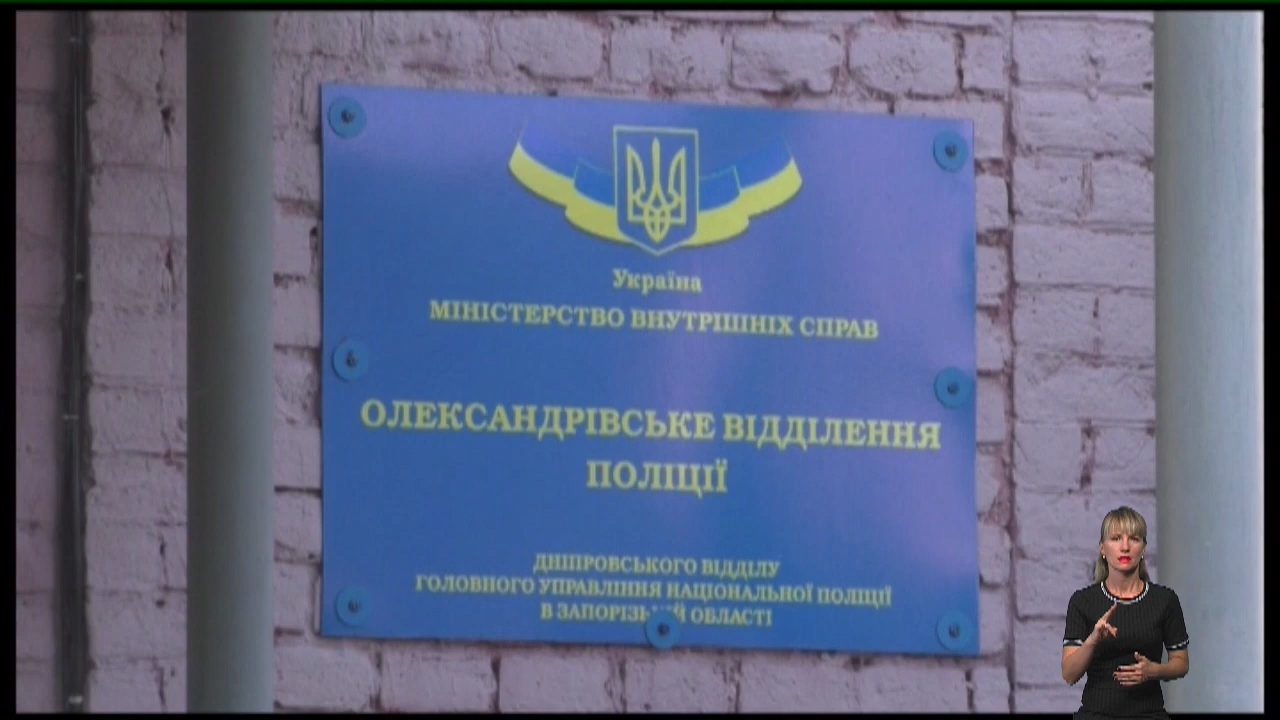 Україна
МІНІСТЕРСТВО ВНУТРІШНІХ СПРАВ
ОЛЕКСАНДРІВСЬКЕ ВІДДІЛЕННЯ
ПОЛІЦІЇ
ДНІПРОВСЬКОГО ВІДДІЛУ
ГОЛОВНОГО УПРАВЛІННЯ НАЦІОНАЛЬНОЇ ПОЛІЦІЇ
В ЗАПОРІЗЬКІЙ ОБЛАСТІ